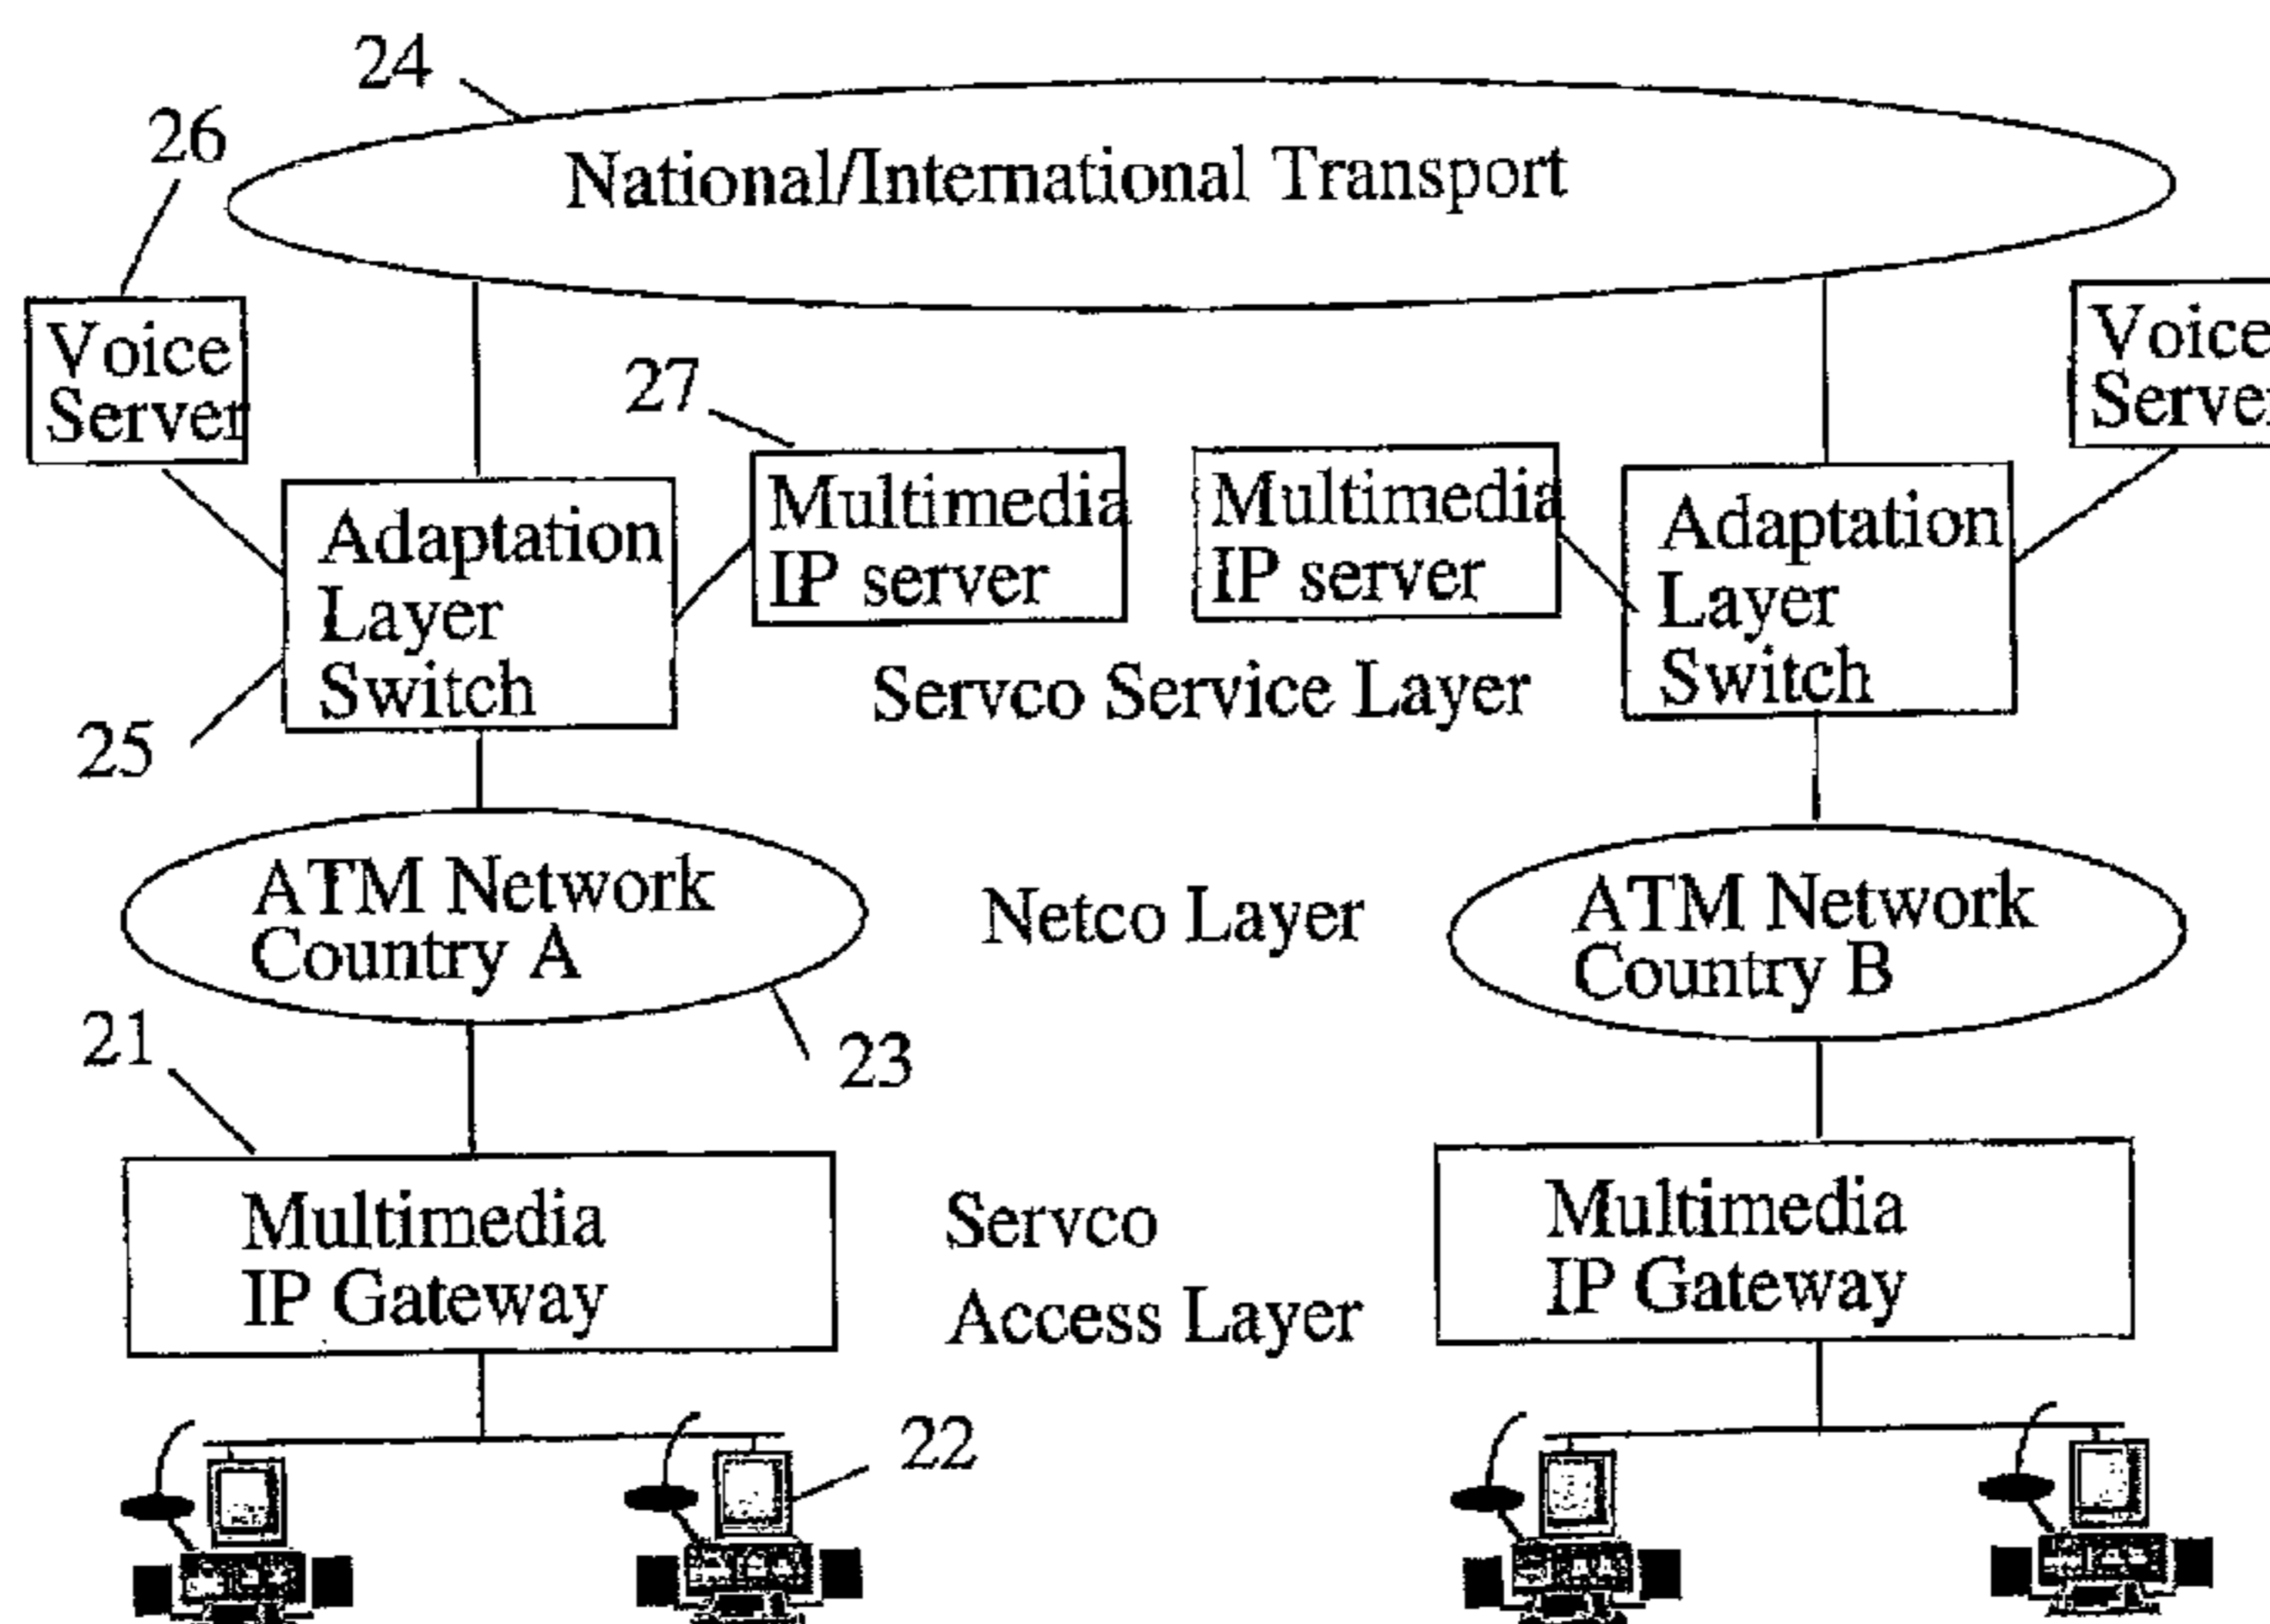 24
26
National/International Transport
Voice
Server
27
Voice
Server
Multimedia
IP server
Multimedia
IP server
Adaptation
Layer
Switch
Adaptation
Layer
Switch
Servco Service Layer
25
ATM Network
Country A
Netco Layer
ATM Network
Country B
21
23
Multimedia
IP Gateway
Servco
Access Layer
Multimedia
IP Gateway
22